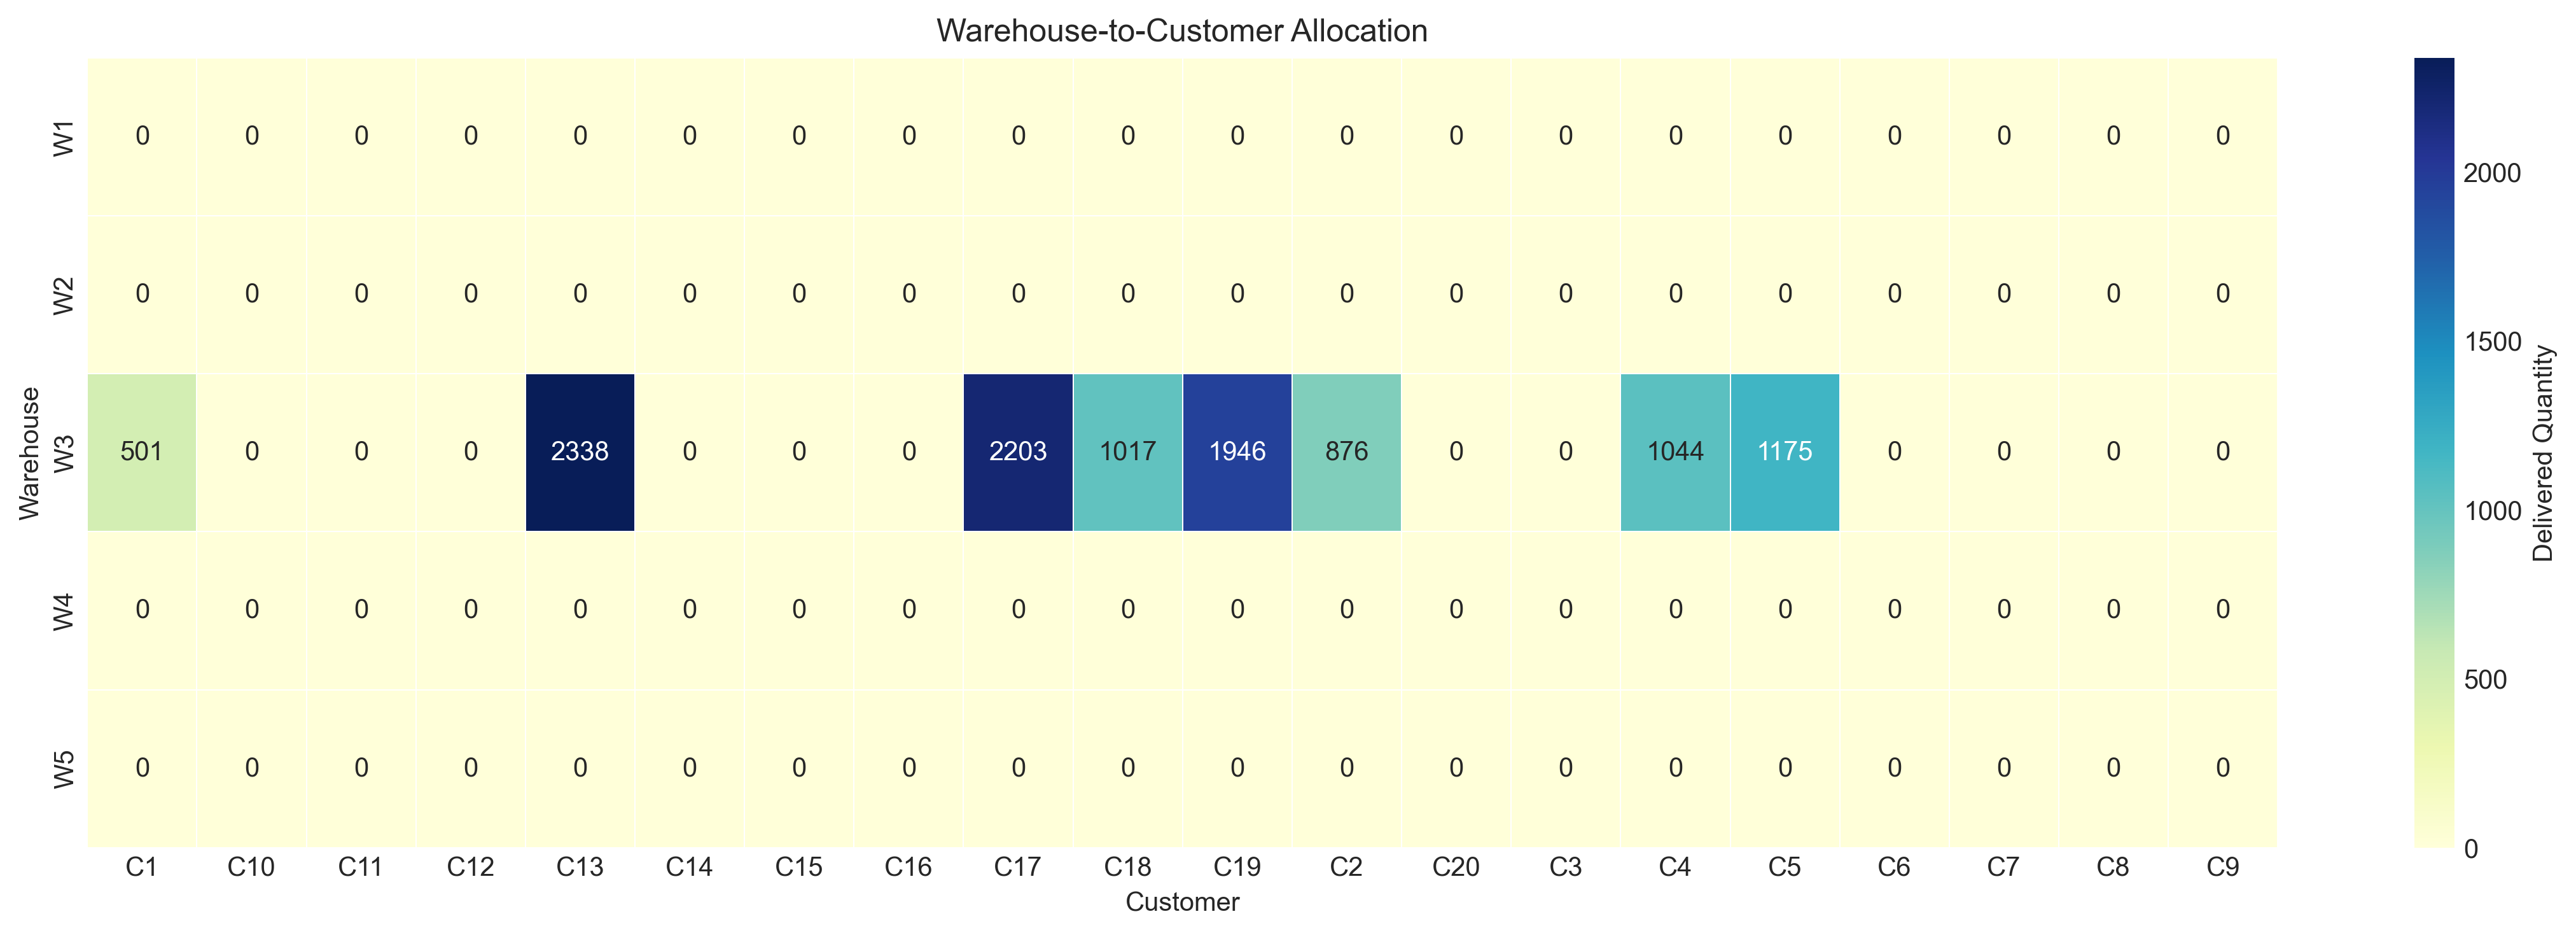 Warehouse-to-Customer Allocation
W1 0 0 0 0 0 0 0 0 0 0 0 0 0 0 0 0 0 0 0 0
W2 0 0 0 0 0 0 0 0 0 0 0 0 0 0 0 0 0 0 0 0
W3 501 0 0 0 2338 0 0 0 2203 1017 1946 876 0 0 1044 1175 0 0 0 0
W4 0 0 0 0 0 0 0 0 0 0 0 0 0 0 0 0 0 0 0 0
W5 0 0 0 0 0 0 0 0 0 0 0 0 0 0 0 0 0 0 0 0
C1 C10 C11 C12 C13 C14 C15 C16 C17 C18 C19 C2 C20 C3 C4 C5 C6 C7 C8 C9
Customer
Warehouse
2000
1500
1000
500
0
Delivered Quantity